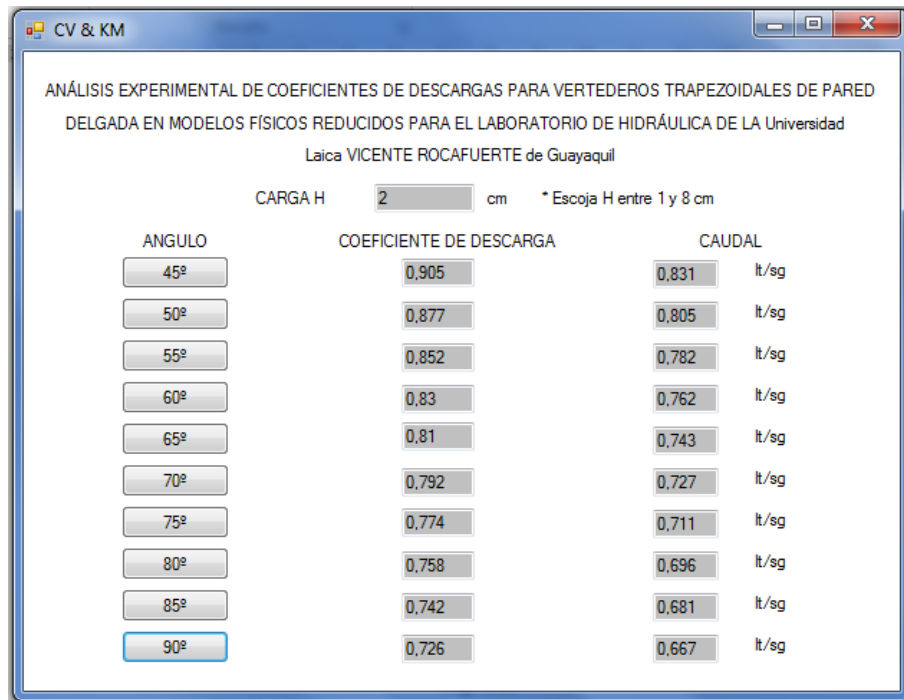 CV & KM
ANÁLISIS EXPERIMENTAL DE COEFICIENTES DE DESCARGAS PARA VERTEDEROS TRAPEZOIDALES DE PARED
DELGADA EN MODELOS FÍSICOS REDUCIDOS PARA EL LABORATORIO DE HIDRÁULICA DE LA Universidad
Laica VICENTE ROCAFUERTE de Guayaquil
CARGA H 2 cm * Escoja H entre 1 y 8 cm
ANGULO COEFICIENTE DE DESCARGA CAUDAL
45º 0,905 0,831 lt/sg
50º 0,877 0,805 lt/sg
55º 0,852 0,782 lt/sg
60º 0,83 0,762 lt/sg
65º 0,81 0,743 lt/sg
70º 0,792 0,727 lt/sg
75º 0,774 0,711 lt/sg
80º 0,758 0,696 lt/sg
85º 0,742 0,681 lt/sg
90º 0,726 0,667 lt/sg